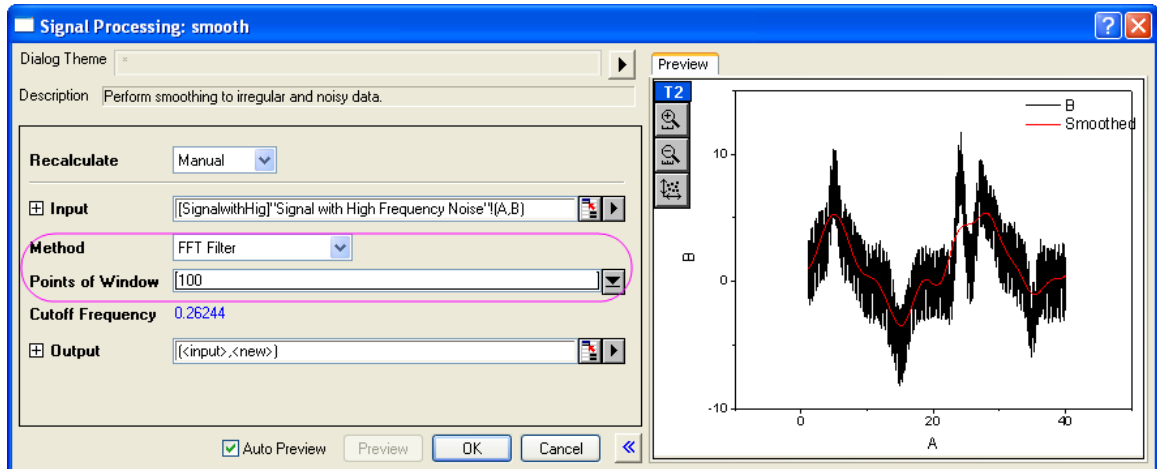 Signal Processing: smooth
Dialog Theme *
Description Perform smoothing to irregular and noisy data.
Recalculate Manual
Input [SignalwithHig]"Signal with High Frequency Noise"!(A,B)
Method FFT Filter
Points of Window 100
Cutoff Frequency 0.26244
Output (<input>,<new>)
Auto Preview Preview OK Cancel
Preview
T2
B
Smoothed
10
0
-10
B
0 20 40
A